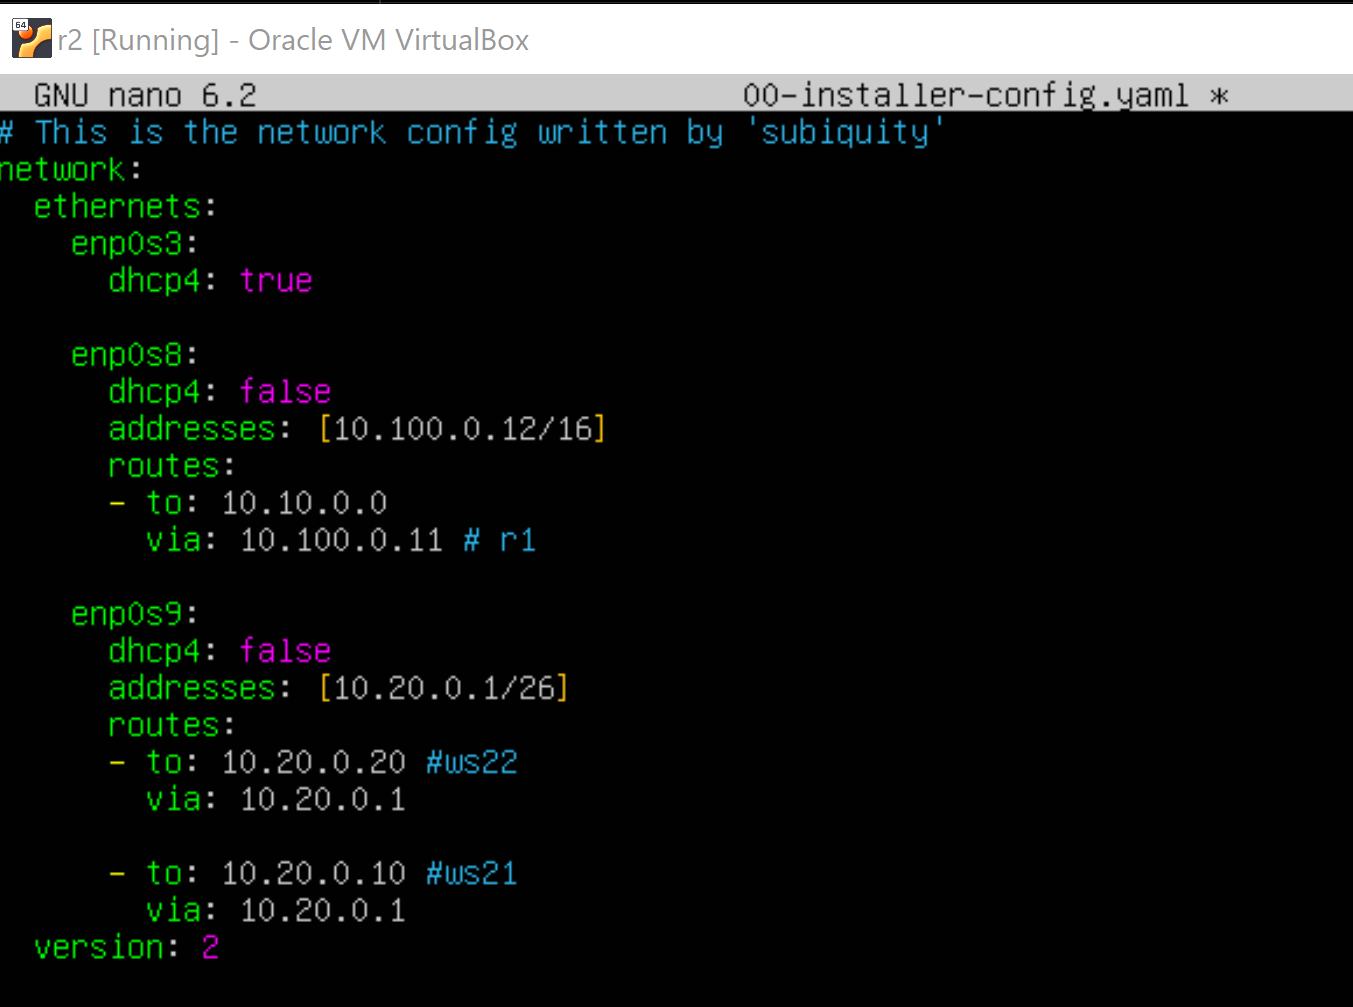 64
r2 [Running] - Oracle VM VirtualBox
GNU nano 6.2 00-installer-config.yaml *
# This is the network config written by 'subiquity'
network:
  ethernets:
    enp0s3:
      dhcp4: true
    enp0s8:
      dhcp4: false
      addresses: [10.100.0.12/16]
      routes:
      - to: 10.10.0.0
        via: 10.100.0.11 # r1
    enp0s9:
      dhcp4: false
      addresses: [10.20.0.1/26]
      routes:
      - to: 10.20.0.20 #ws22
        via: 10.20.0.1
      - to: 10.20.0.10 #ws21
        via: 10.20.0.1
  version: 2